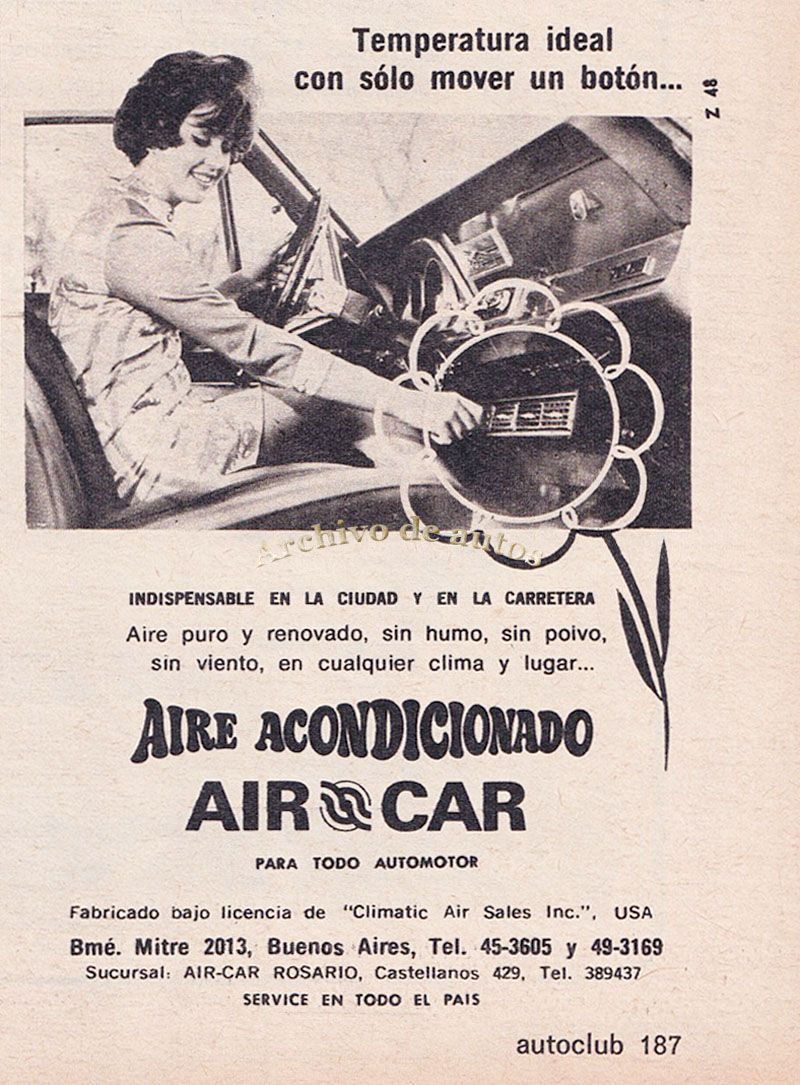 Temperatura ideal
con sólo mover un botón...
Z 48
Archivo de autos
INDISPENSABLE EN LA CIUDAD Y EN LA CARRETERA
Aire puro y renovado, sin humo, sin poivo,
sin viento, en cualquier clima y lugar...
AIRE ACONDICIONADO
AIR CAR
PARA TODO AUTOMOTOR
Fabricado bajo licencia de "Climatic Air Sales Inc.", USA
Bmé. Mitre 2013, Buenos Aires, Tel. 45-3605 y 49-3169
Sucursal: AIR-CAR ROSARIO, Castellanos 429, Tel. 389437
SERVICE EN TODO EL PAIS
autoclub 187